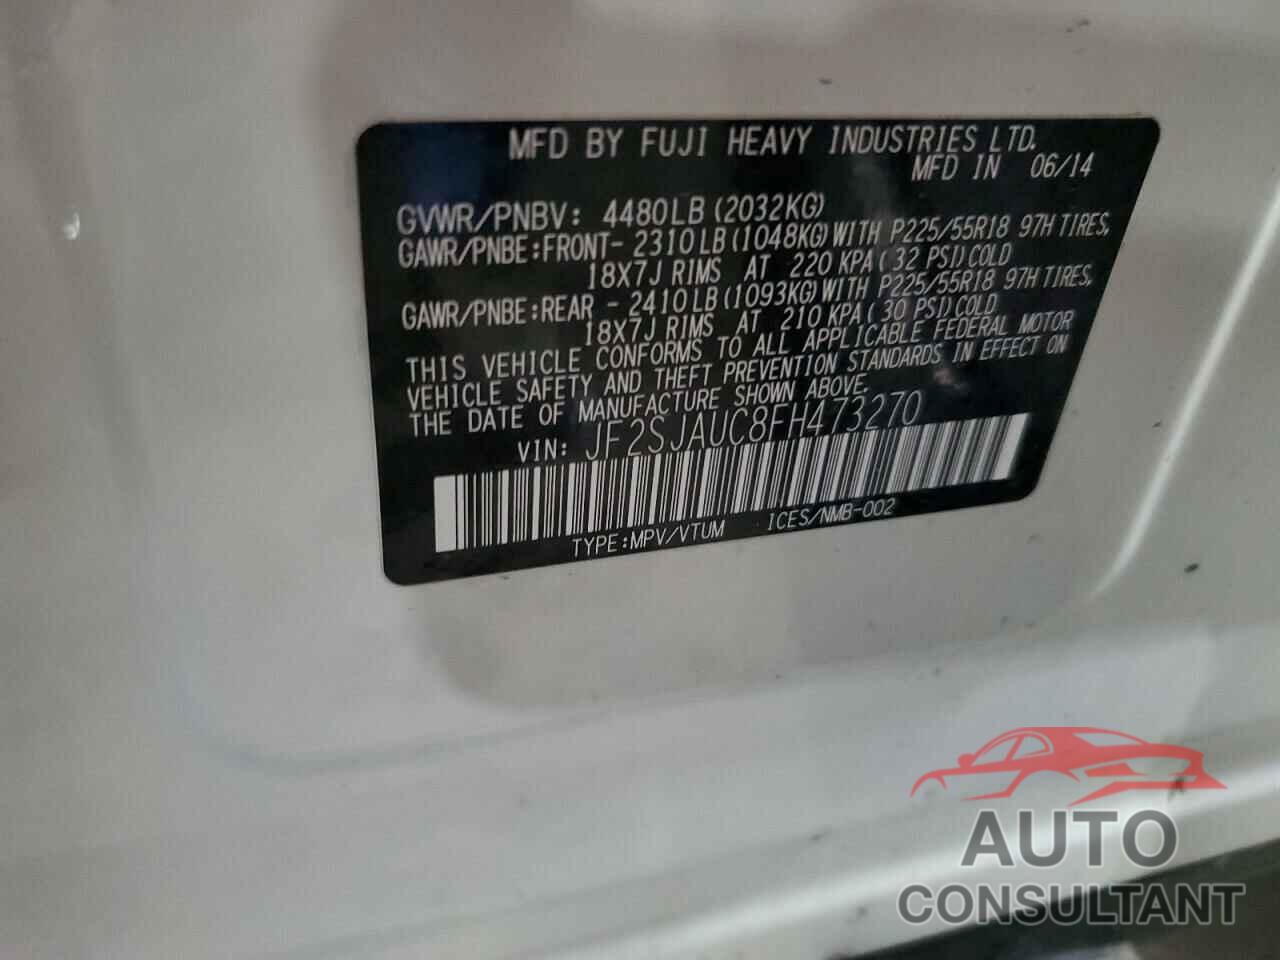 MFD BY FUJI HEAVY INDUSTRIES LTD.
MFD IN 06/14
GVWR/PNBV: 4480LB (2032KG)
GAWR/PNBE:FRONT- 2310LB(1048KG)WITH P225/55R18 97H TIRES,
18X7J RIMS AT 220 KPA( 32 PSI)COLD
GAWR/PNBE:REAR - 2410LB(1093KG)WITH P225/55R18 97H TIRES,
18X7J RIMS AT 210 KPA( 30 PSI)COLD
THIS VEHICLE CONFORMS TO ALL APPLICABLE FEDERAL MOTOR
VEHICLE SAFETY AND THEFT PREVENTION STANDARDS IN EFFECT ON
THE DATE OF MANUFACTURE SHOWN ABOVE.
VIN: JF2SJAUC8FH473270
TYPE:MPV/VTUM ICES/NMB-002
AUTO
CONSULTANT